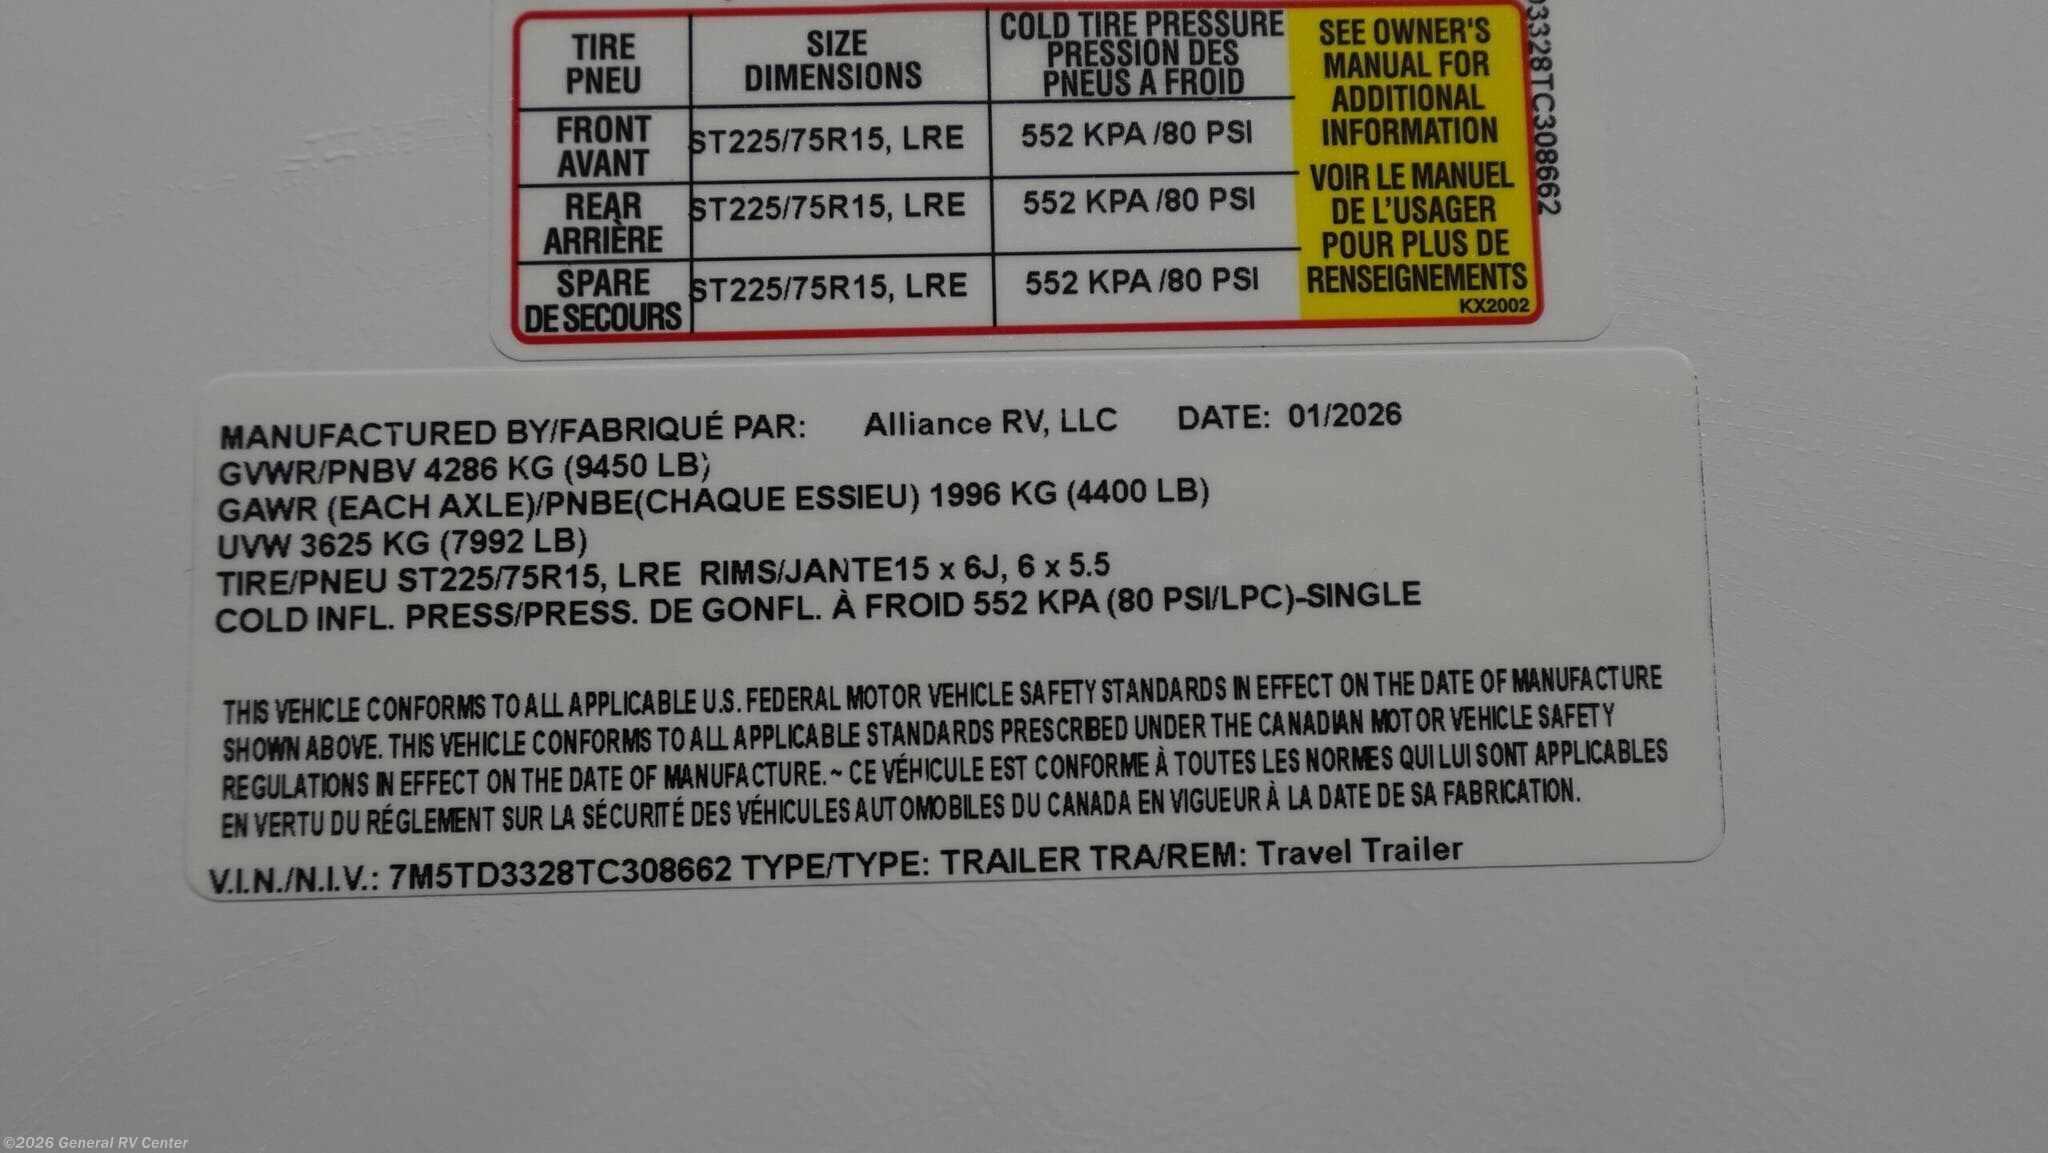 TIRE SIZE COLD TIRE PRESSURE
PNEU DIMENSIONS PRESSION DES
PNEUS A FROID
FRONT
AVANT ST225/75R15, LRE 552 KPA /80 PSI
REAR
ARRIÈRE ST225/75R15, LRE 552 KPA /80 PSI
SPARE
DE SECOURS ST225/75R15, LRE 552 KPA /80 PSI
SEE OWNER'S
MANUAL FOR
ADDITIONAL
INFORMATION
VOIR LE MANUEL
DE L'USAGER
POUR PLUS DE
RENSEIGNEMENTS
KX2002
3328TC308662
MANUFACTURED BY/FABRIQUÉ PAR: Alliance RV, LLC DATE: 01/2026
GVWR/PNBV 4286 KG (9450 LB)
GAWR (EACH AXLE)/PNBE(CHAQUE ESSIEU) 1996 KG (4400 LB)
UVW 3625 KG (7992 LB)
TIRE/PNEU ST225/75R15, LRE RIMS/JANTE15 x 6J, 6 x 5.5
COLD INFL. PRESS/PRESS. DE GONFL. À FROID 552 KPA (80 PSI/LPC)-SINGLE
THIS VEHICLE CONFORMS TO ALL APPLICABLE U.S. FEDERAL MOTOR VEHICLE SAFETY STANDARDS IN EFFECT ON THE DATE OF MANUFACTURE
SHOWN ABOVE. THIS VEHICLE CONFORMS TO ALL APPLICABLE STANDARDS PRESCRIBED UNDER THE CANADIAN MOTOR VEHICLE SAFETY
REGULATIONS IN EFFECT ON THE DATE OF MANUFACTURE. ~ CE VÉHICULE EST CONFORME À TOUTES LES NORMES QUI LUI SONT APPLICABLES
EN VERTU DU RÉGLEMENT SUR LA SÉCURITÉ DES VÉHICULES AUTOMOBILES DU CANADA EN VIGUEUR À LA DATE DE SA FABRICATION.
V.I.N./N.I.V.: 7M5TD3328TC308662 TYPE/TYPE: TRAILER TRA/REM: Travel Trailer
©2026 General RV Center